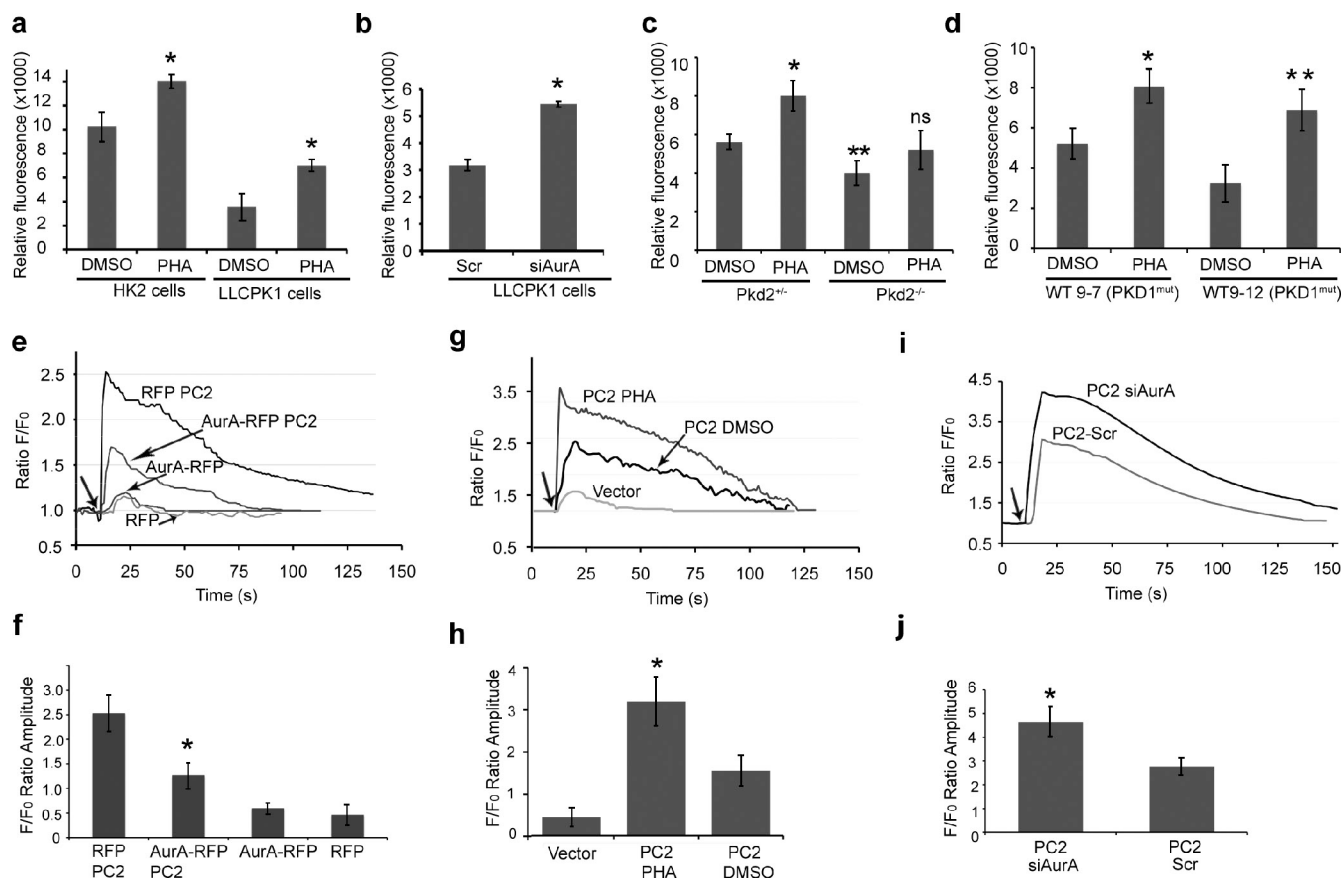 a
Relative fluorescence (x1000)
14
12
10
8
6
4
2
0
*
*
DMSO PHA DMSO PHA
HK2 cells LLCPK1 cells
b
Relative fluorescence (x1000)
6
5
4
3
2
1
0
*
Scr siAurA
LLCPK1 cells
c
Relative fluorescence (x1000)
10
8
6
4
2
0
*
**
ns
DMSO PHA DMSO PHA
Pkd2+/- Pkd2-/-
d
Relative fluorescence (x1000)
10
8
6
4
2
0
*
**
DMSO PHA DMSO PHA
WT 9-7 (PKD1mut) WT9-12 (PKD1mut)
e
Ratio F/F0
2.5
2.0
1.5
1.0
0.5
RFP PC2
AurA-RFP PC2
AurA-RFP
RFP
0 25 50 75 100 125 150
Time (s)
g
Ratio F/F0
3.5
2.5
1.5
0.5
PC2 PHA
PC2 DMSO
Vector
0 25 50 75 100 125 150
Time (s)
i
Ratio F/F0
4.5
3.5
2.5
1.5
0.5
PC2 siAurA
PC2-Scr
0 25 50 75 100 125 150
Time (s)
f
F/F0 Ratio Amplitude
3.0
2.5
2.0
1.5
1.0
0.5
0
*
RFP AurA-RFP AurA-RFP RFP
PC2 PC2
h
F/F0 Ratio Amplitude
4
3
2
1
0
*
Vector PC2 PC2
PHA DMSO
j
F/F0 Ratio Amplitude
6
5
4
3
2
1
0
*
PC2 PC2
siAurA Scr